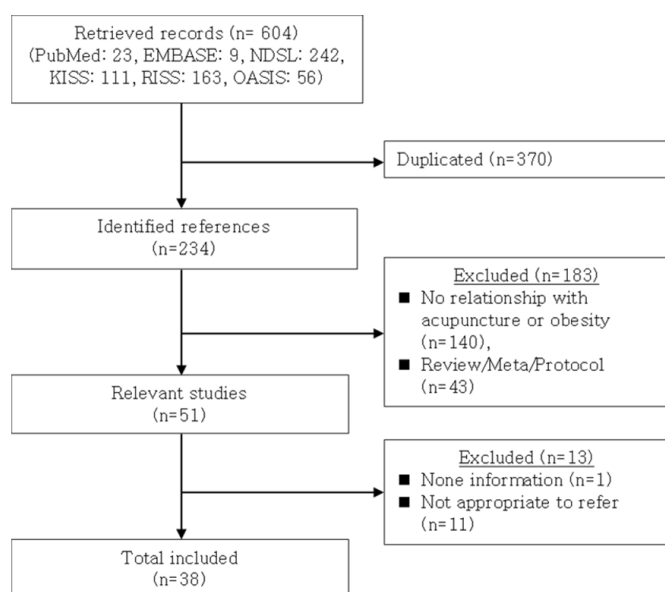 Retrieved records (n= 604)
(PubMed: 23, EMBASE: 9, NDSL: 242,
KISS: 111, RISS: 163, OASIS: 56)
Duplicated (n=370)
Identified references
(n=234)
Excluded (n=183)
■ No relationship with
acupuncture or obesity
(n=140),
■ Review/Meta/Protocol
(n=43)
Relevant studies
(n=51)
Excluded (n=13)
■ None information (n=1)
■ Not appropriate to refer
(n=11)
Total included
(n=38)